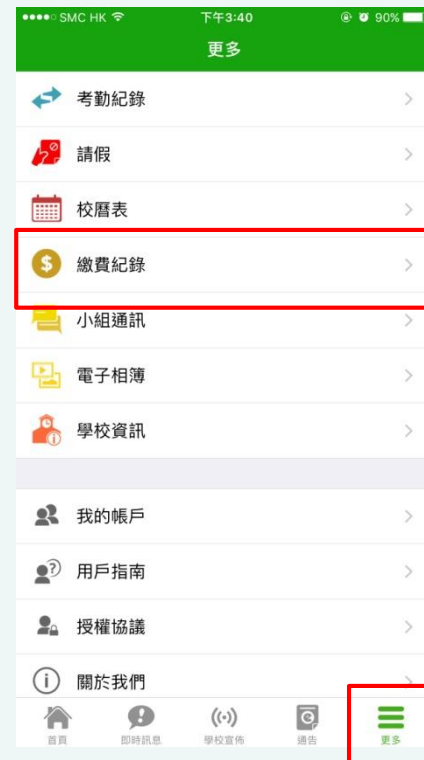 SMC HK 下午3:40 90%
更多
考勤紀錄
請假
校曆表
$ 繳費紀錄
小組通訊
電子相簿
學校資訊
我的帳戶
用戶指南
授權協議
關於我們
首頁 即時訊息 學校宣佈 通告 更多